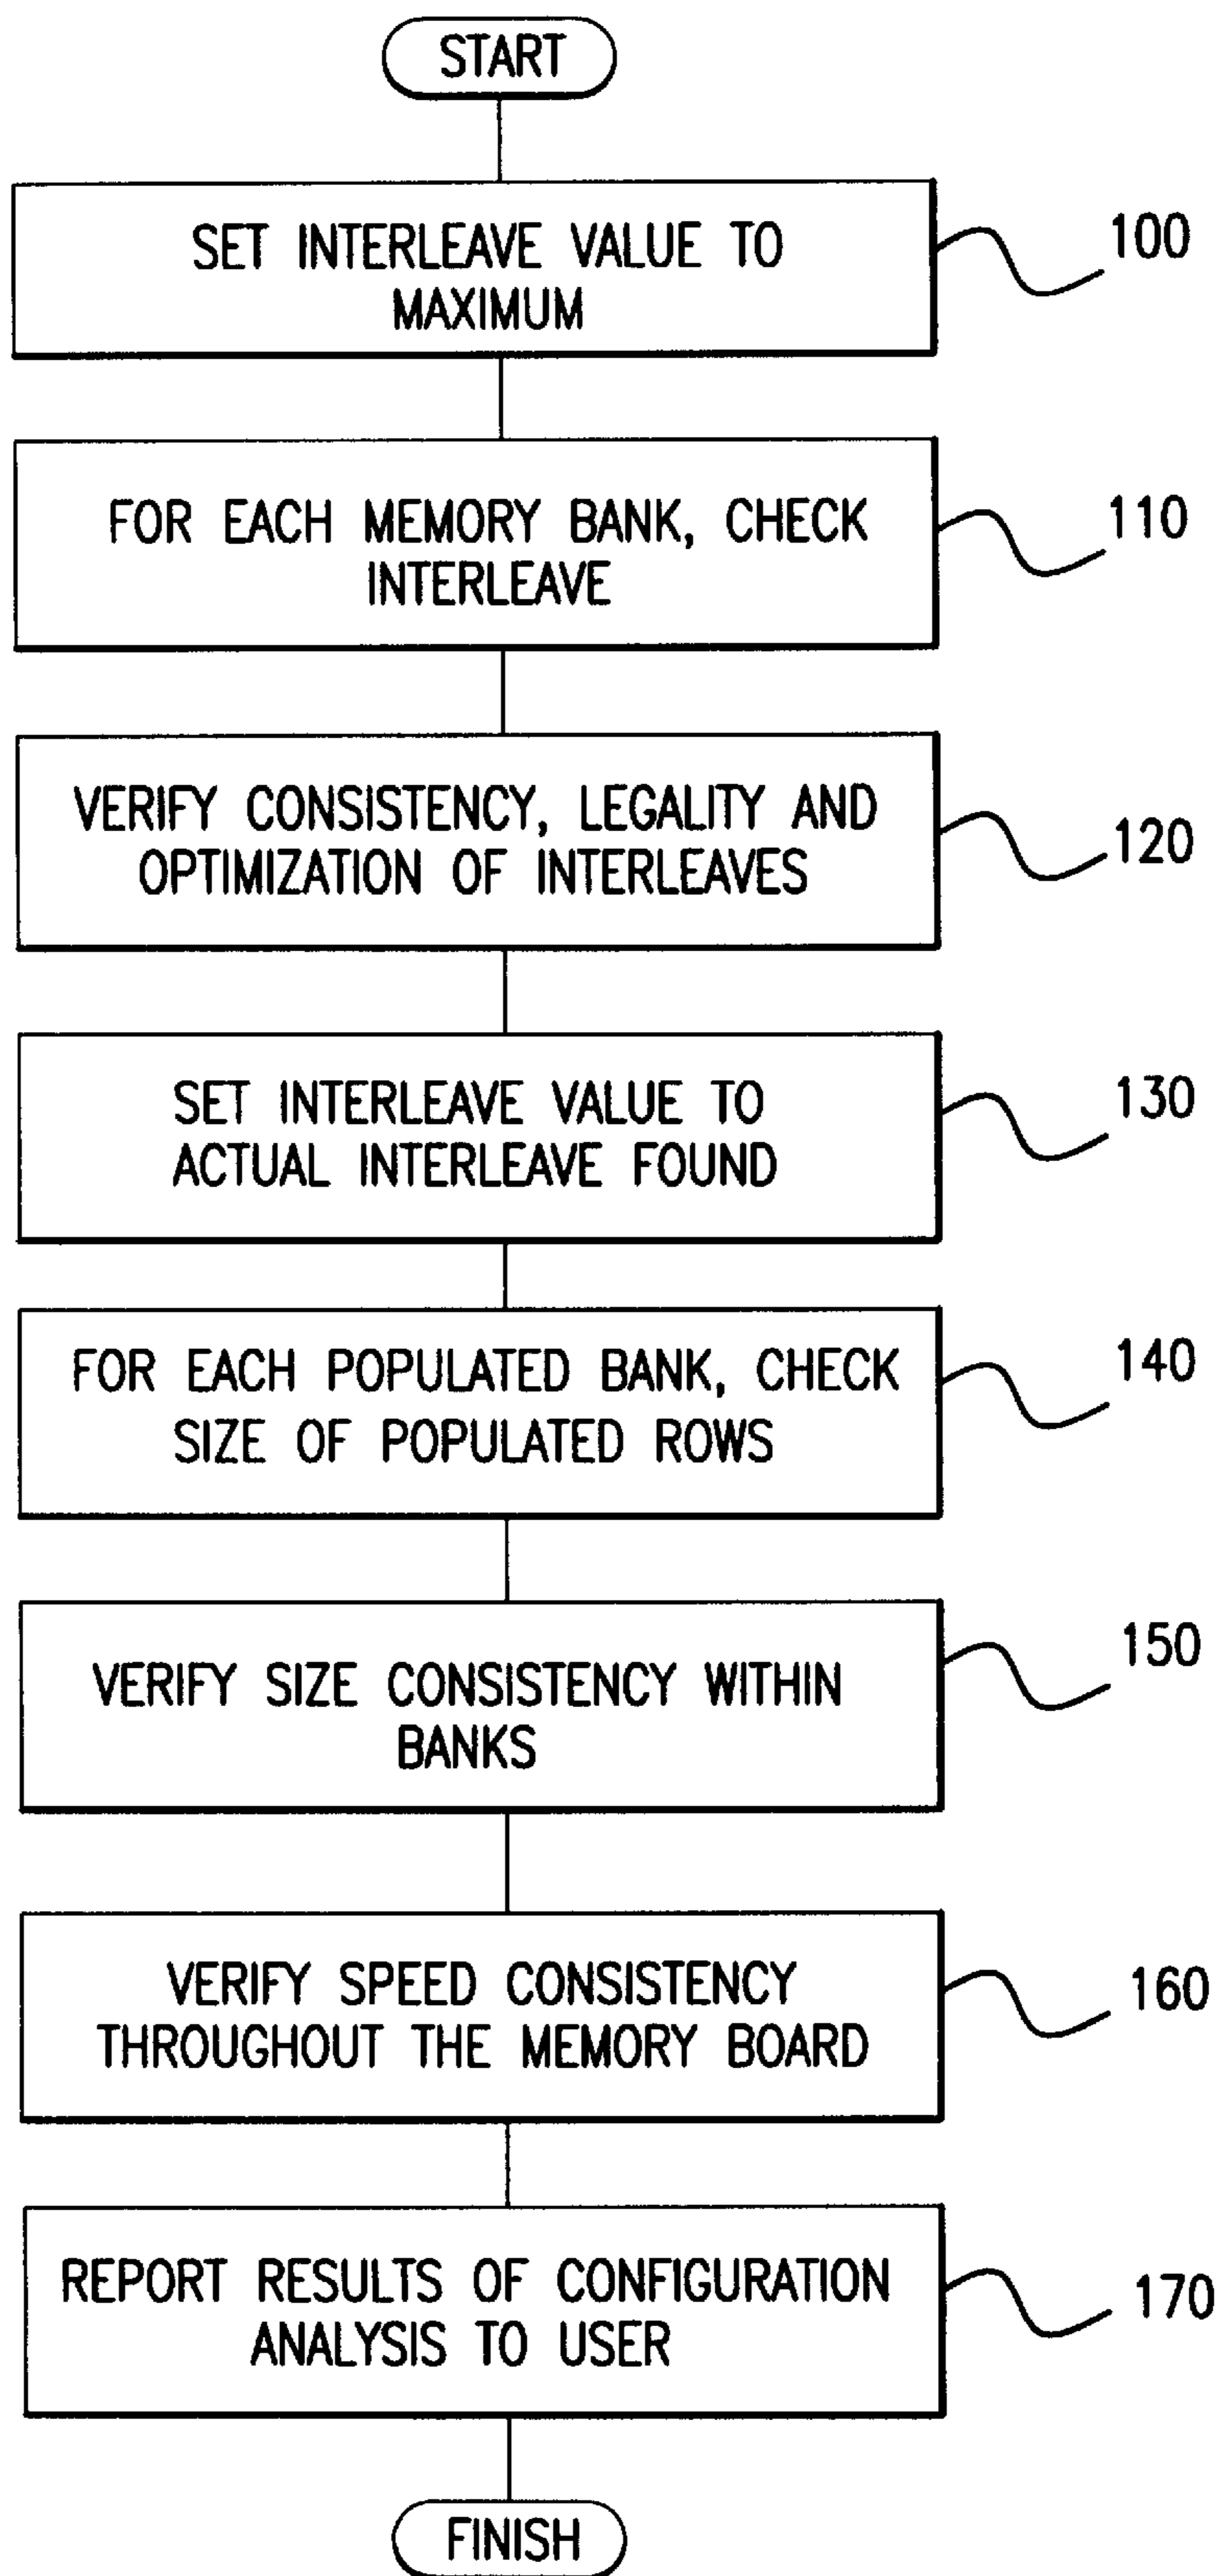 START
SET INTERLEAVE VALUE TO
MAXIMUM
100
FOR EACH MEMORY BANK, CHECK
INTERLEAVE
110
VERIFY CONSISTENCY, LEGALITY AND
OPTIMIZATION OF INTERLEAVES
120
SET INTERLEAVE VALUE TO
ACTUAL INTERLEAVE FOUND
130
FOR EACH POPULATED BANK, CHECK
SIZE OF POPULATED ROWS
140
VERIFY SIZE CONSISTENCY WITHIN
BANKS
150
VERIFY SPEED CONSISTENCY
THROUGHOUT THE MEMORY BOARD
160
REPORT RESULTS OF CONFIGURATION
ANALYSIS TO USER
170
FINISH